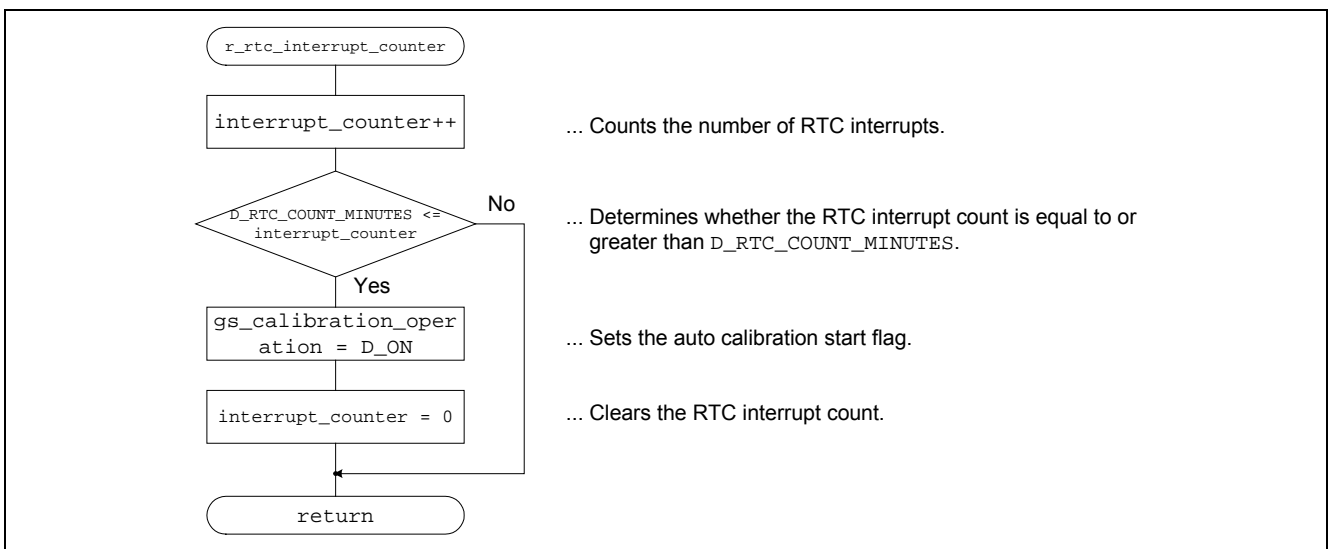 r_rtc_interrupt_counter
interrupt_counter++
... Counts the number of RTC interrupts.
D_RTC_COUNT_MINUTES <=
interrupt_counter
No
... Determines whether the RTC interrupt count is equal to or
greater than D_RTC_COUNT_MINUTES.
Yes
gs_calibration_oper
ation = D_ON
... Sets the auto calibration start flag.
interrupt_counter = 0
... Clears the RTC interrupt count.
return